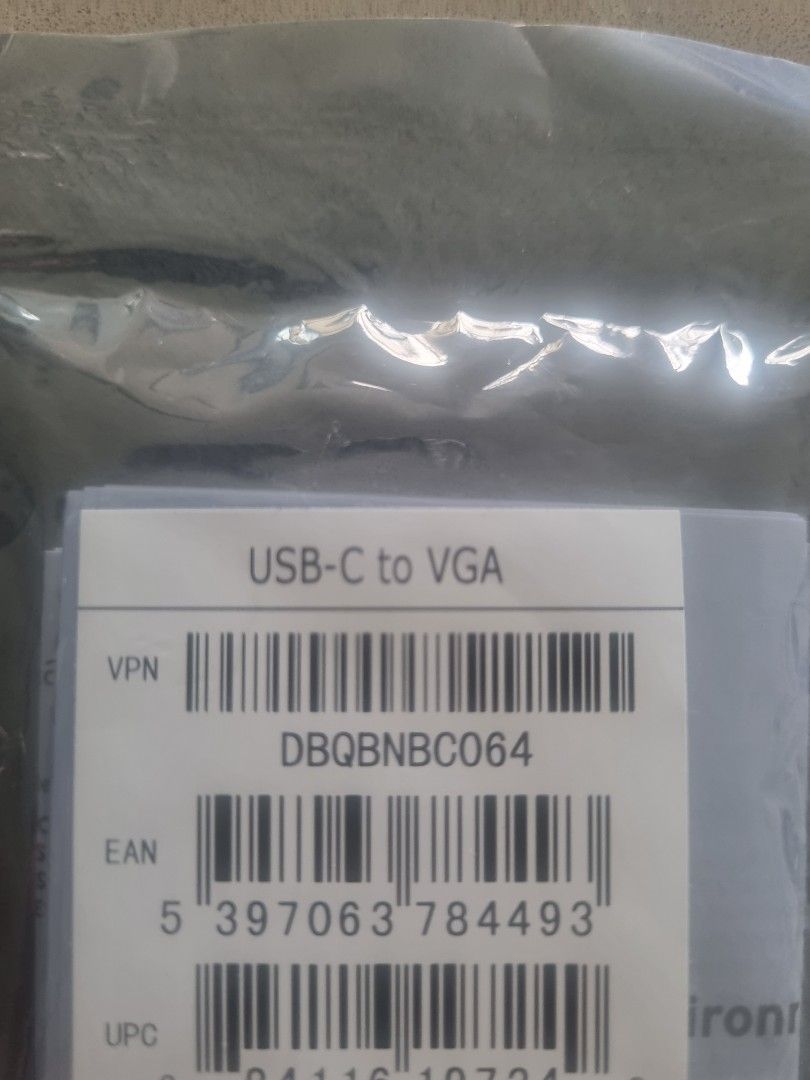 USB-C to VGA
VPN
DBQBNBC064
EAN
5 397063 784493
UPC